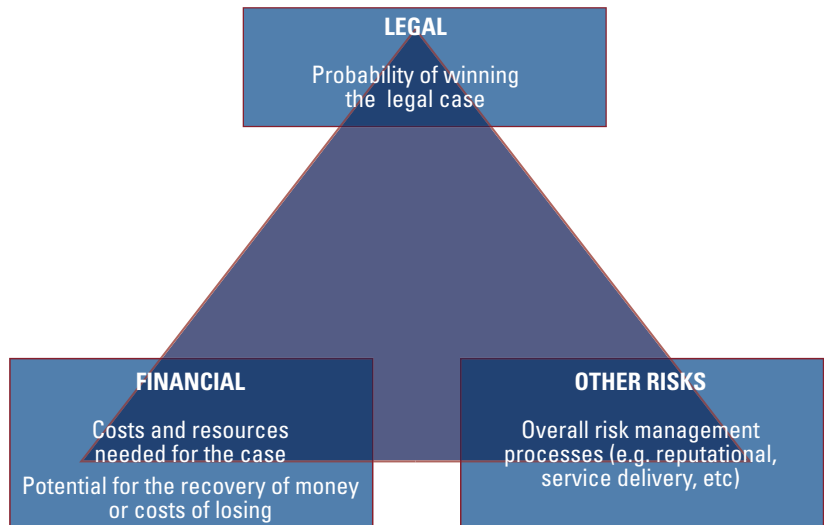 LEGAL
Probability of winning
the legal case
FINANCIAL
Costs and resources
needed for the case
Potential for the recovery of money
or costs of losing
OTHER RISKS
Overall risk management
processes (e.g. reputational,
service delivery, etc)